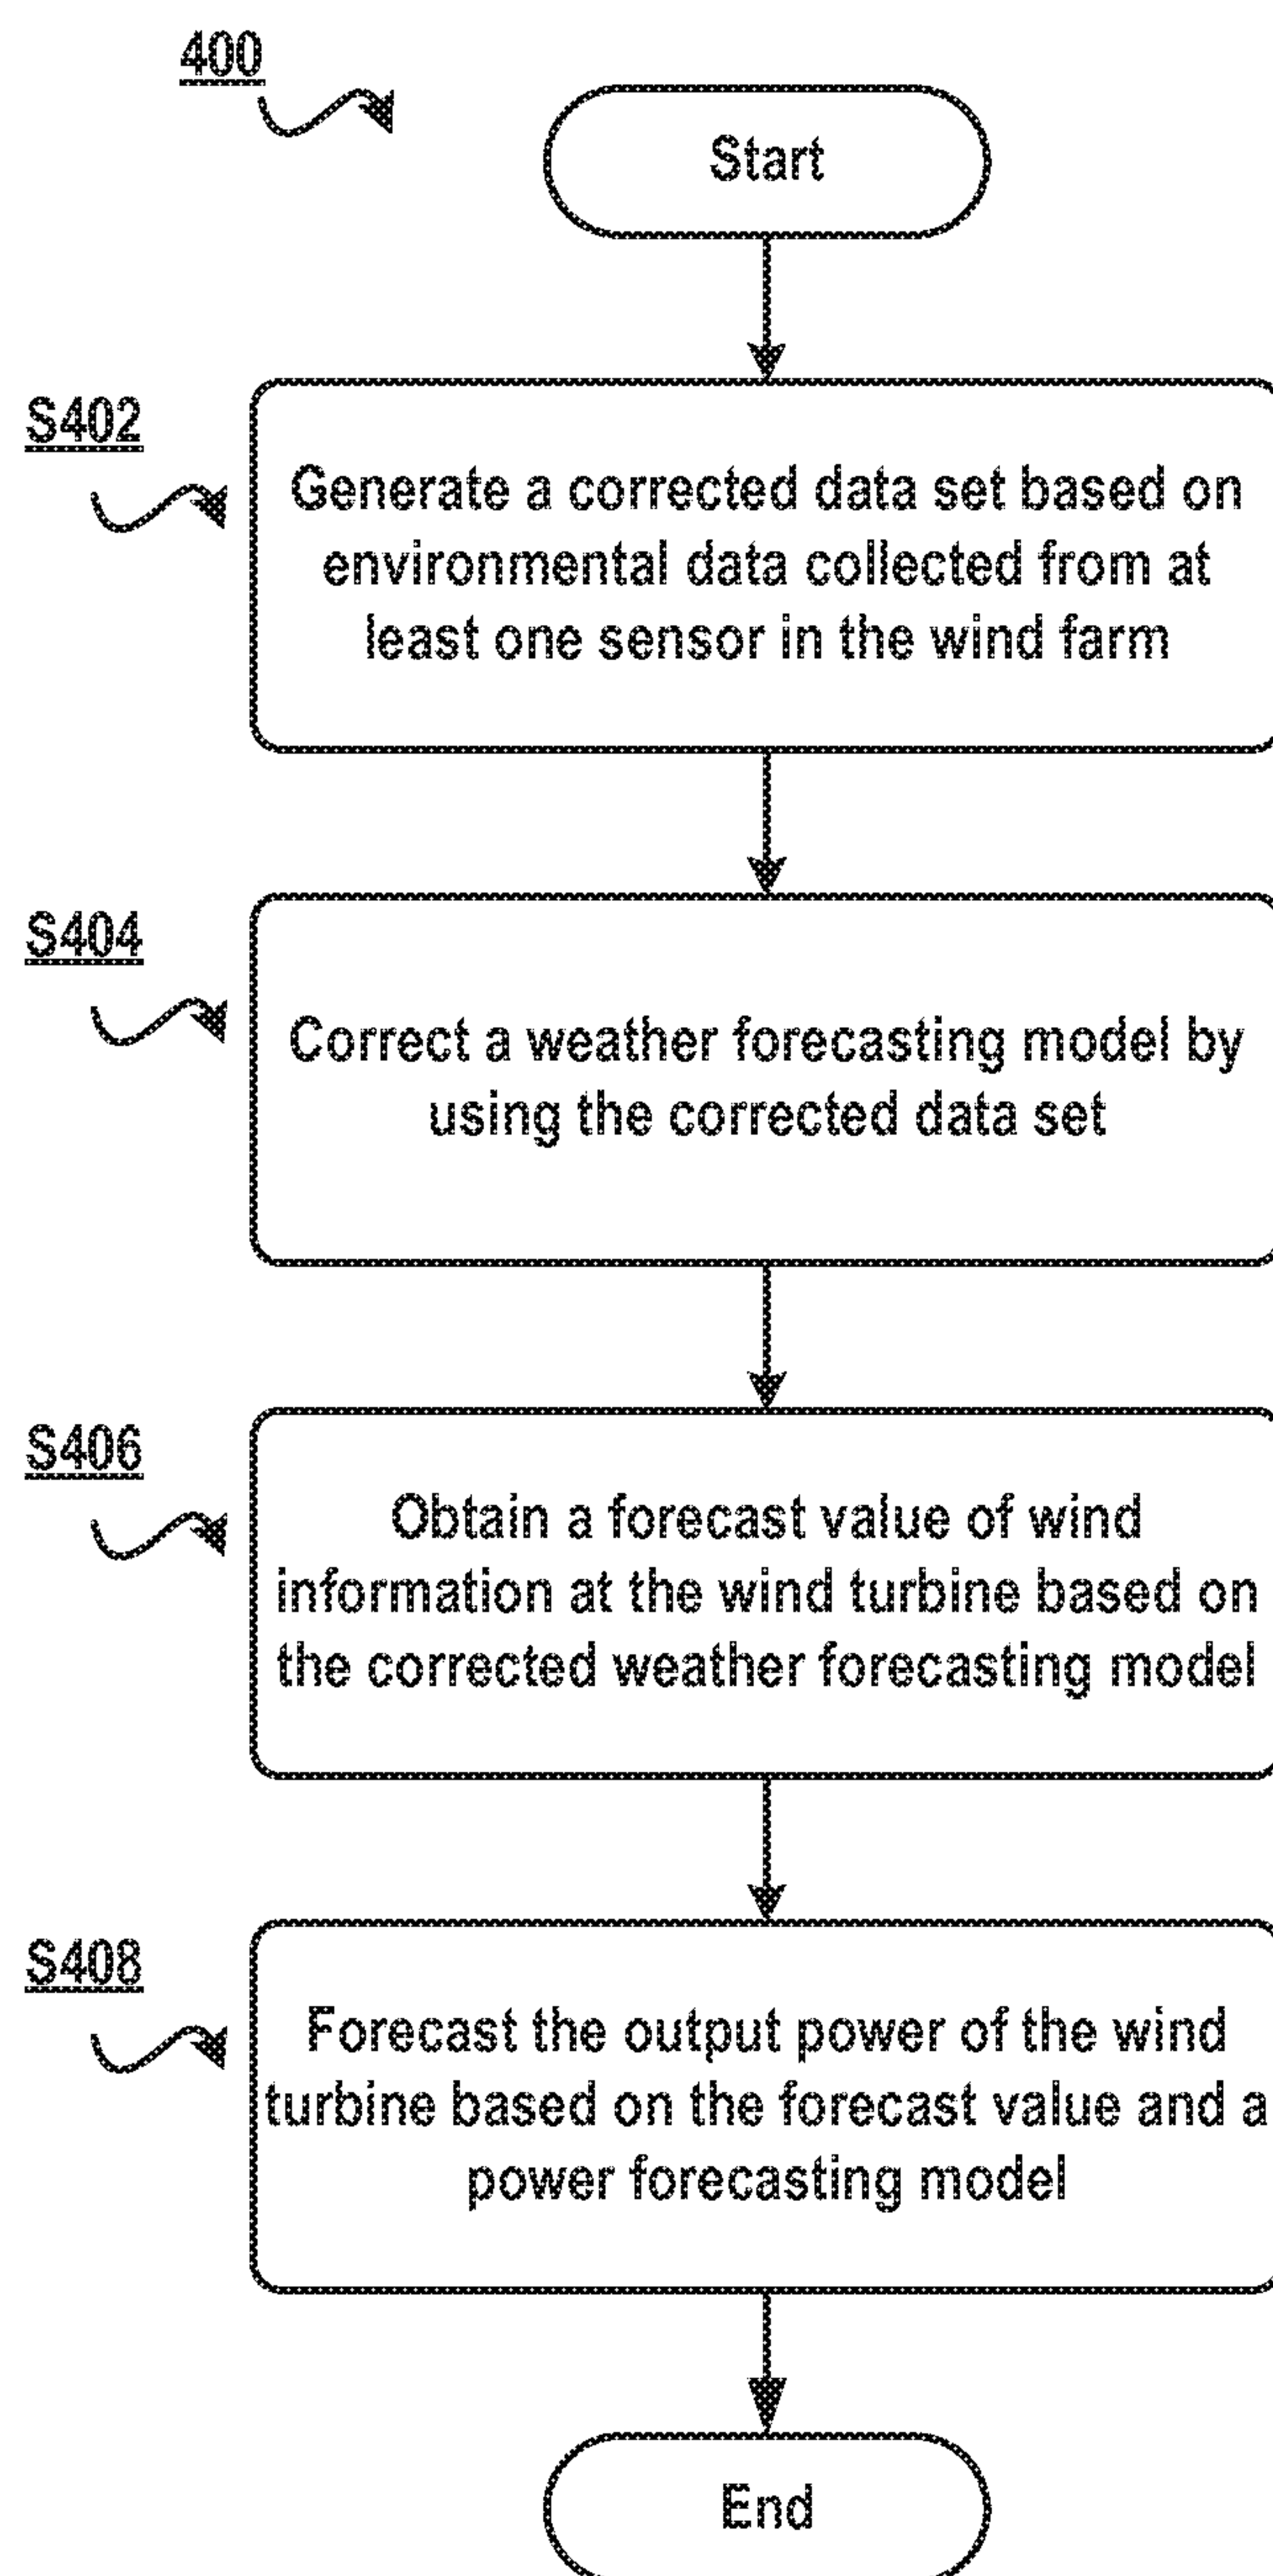 400
Start
S402
Generate a corrected data set based on
environmental data collected from at
least one sensor in the wind farm
S404
Correct a weather forecasting model by
using the corrected data set
S406
Obtain a forecast value of wind
information at the wind turbine based on
the corrected weather forecasting model
S408
Forecast the output power of the wind
turbine based on the forecast value and a
power forecasting model
End